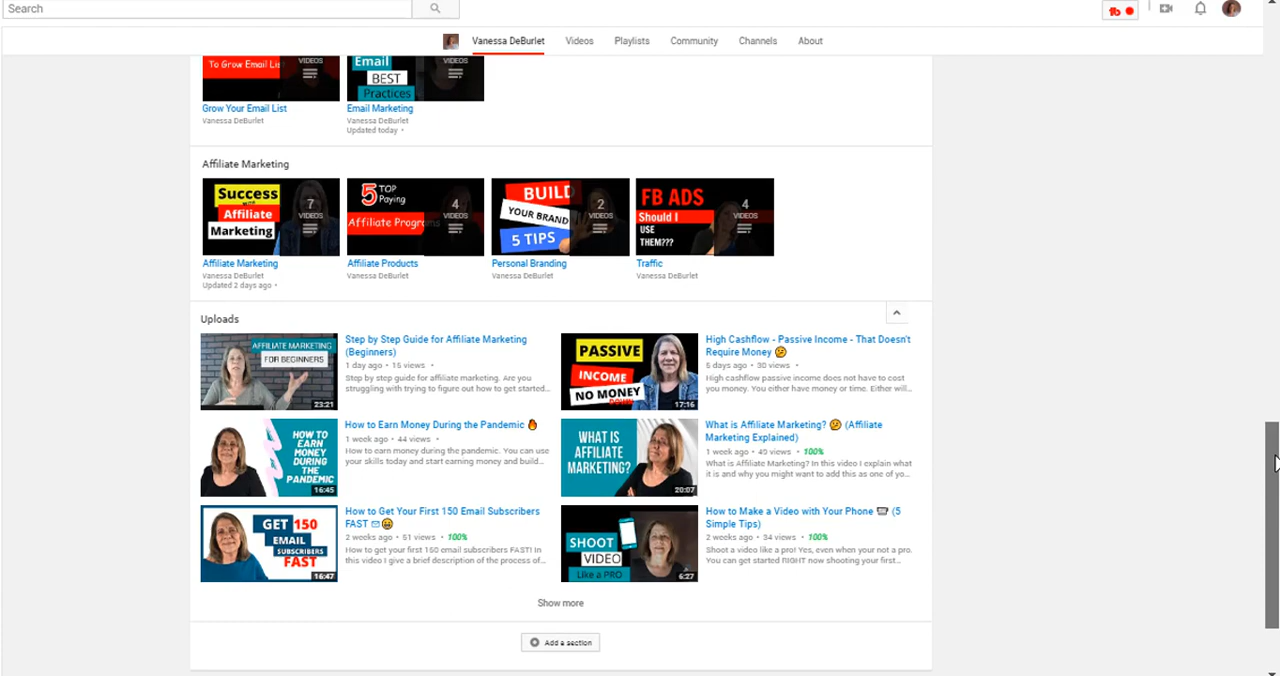 Search
Vanessa DeBurlet
Videos
Playlists
Community
Channels
About
To Grow Email List
VIDEOS
Email
BEST
Practices
VIDEOS
Grow Your Email List
Vanessa DeBurlet
Email Marketing
Vanessa DeBurlet
Updated today •
Affiliate Marketing
Success
with
Affiliate
Marketing
7
VIDEOS
5 TOP
Paying
Affiliate Progra
4
VIDEOS
BUILD
YOUR BRAND
5 TIPS
2
VIDEOS
FB ADS
Should I
USE
THEM???
4
VIDEOS
Affiliate Marketing
Vanessa DeBurlet
Updated 2 days ago •
Affiliate Products
Vanessa DeBurlet
Personal Branding
Vanessa DeBurlet
Traffic
Vanessa DeBurlet
Uploads
AFFILIATE MARKETING
FOR BEGINNERS
23:21
Step by Step Guide for Affiliate Marketing
(Beginners)
1 day ago • 15 views •
Step by step guide for affiliate marketing. Are you
struggling with trying to figure out how to get started...
PASSIVE
INCOME
NO MONEY
17:16
High Cashflow - Passive Income - That Doesn't
Require Money 🤔
5 days ago • 30 views •
High cashflow passive income does not have to cost
you money. You either have money or time. Either will...
HOW TO
EARN
MONEY
DURING
THE
PANDEMIC
16:45
How to Earn Money During the Pandemic 🔥
1 week ago • 44 views •
How to earn money during the pandemic. You can use
your skills today and start earning money and build...
WHAT IS
AFFILIATE
MARKETING?
20:07
What is Affiliate Marketing? 🤔 (Affiliate
Marketing Explained)
1 week ago • 49 views • 100%
What is Affiliate Marketing? In this video I explain what
it is and why you might want to add this as one of yo...
GET 150
EMAIL
SUBSCRIBERS
FAST
16:47
How to Get Your First 150 Email Subscribers
FAST ✉😀
2 weeks ago • 51 views • 100%
How to get your first 150 email subscribers FAST! In
this video I give a brief description of the process of...
SHOOT
VIDEO
Like a PRO
6:27
How to Make a Video with Your Phone (5
Simple Tips)
2 weeks ago • 34 views • 100%
Shoot a video like a pro! Yes, even when your not a pro.
You can get started RIGHT now shooting your first...
Show more
Add a section